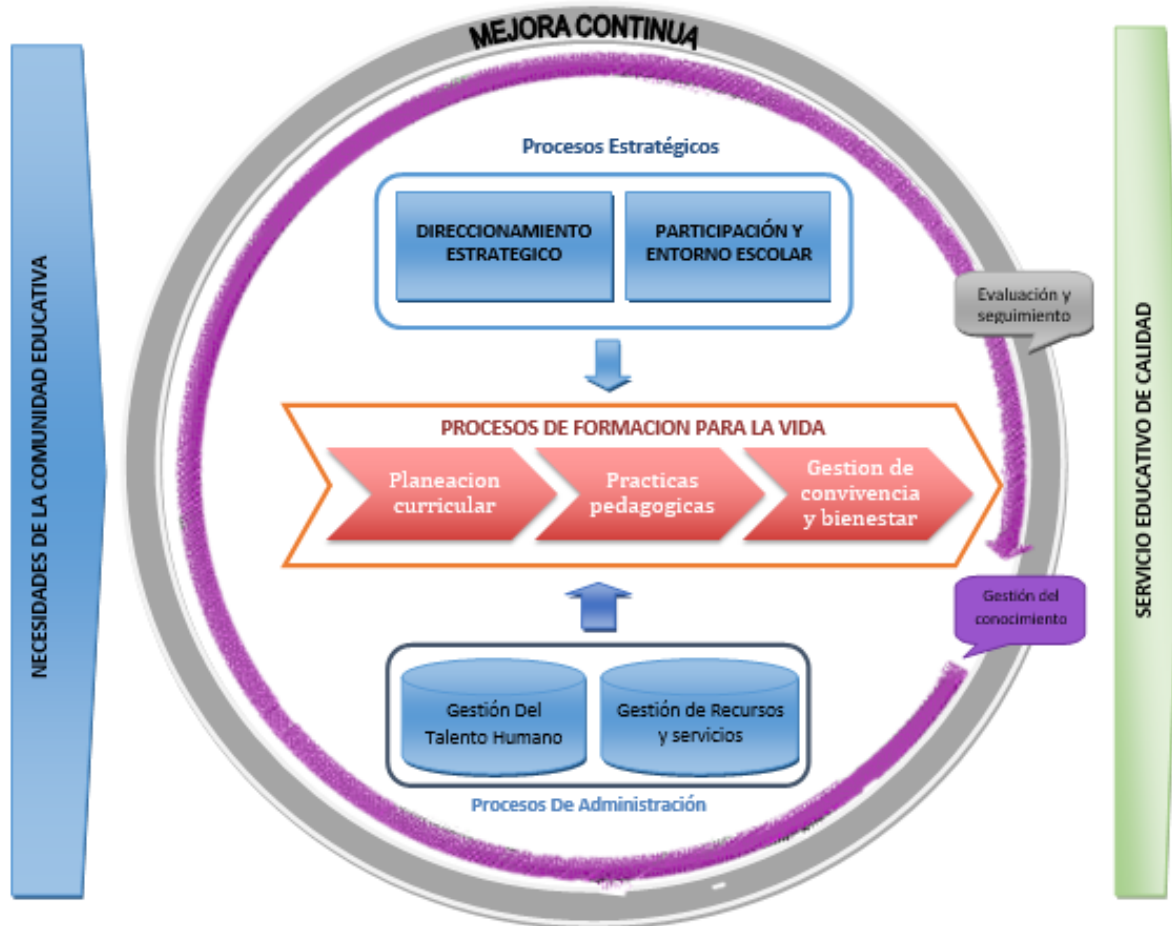 MEJORA CONTINUA
NECESIDADES DE LA COMUNIDAD EDUCATIVA
Procesos Estratégicos
DIRECCIONAMIENTO
ESTRATEGICO
PARTICIPACIÓN Y
ENTORNO ESCOLAR
Evaluación y
seguimiento
PROCESOS DE FORMACION PARA LA VIDA
Planeacion
curricular
Practicas
pedagogicas
Gestion de
convivencia
y bienestar
Gestión del
conocimiento
Gestión Del
Talento Humano
Gestión de Recursos
y servicios
Procesos De Administración
SERVICIO EDUCATIVO DE CALIDAD